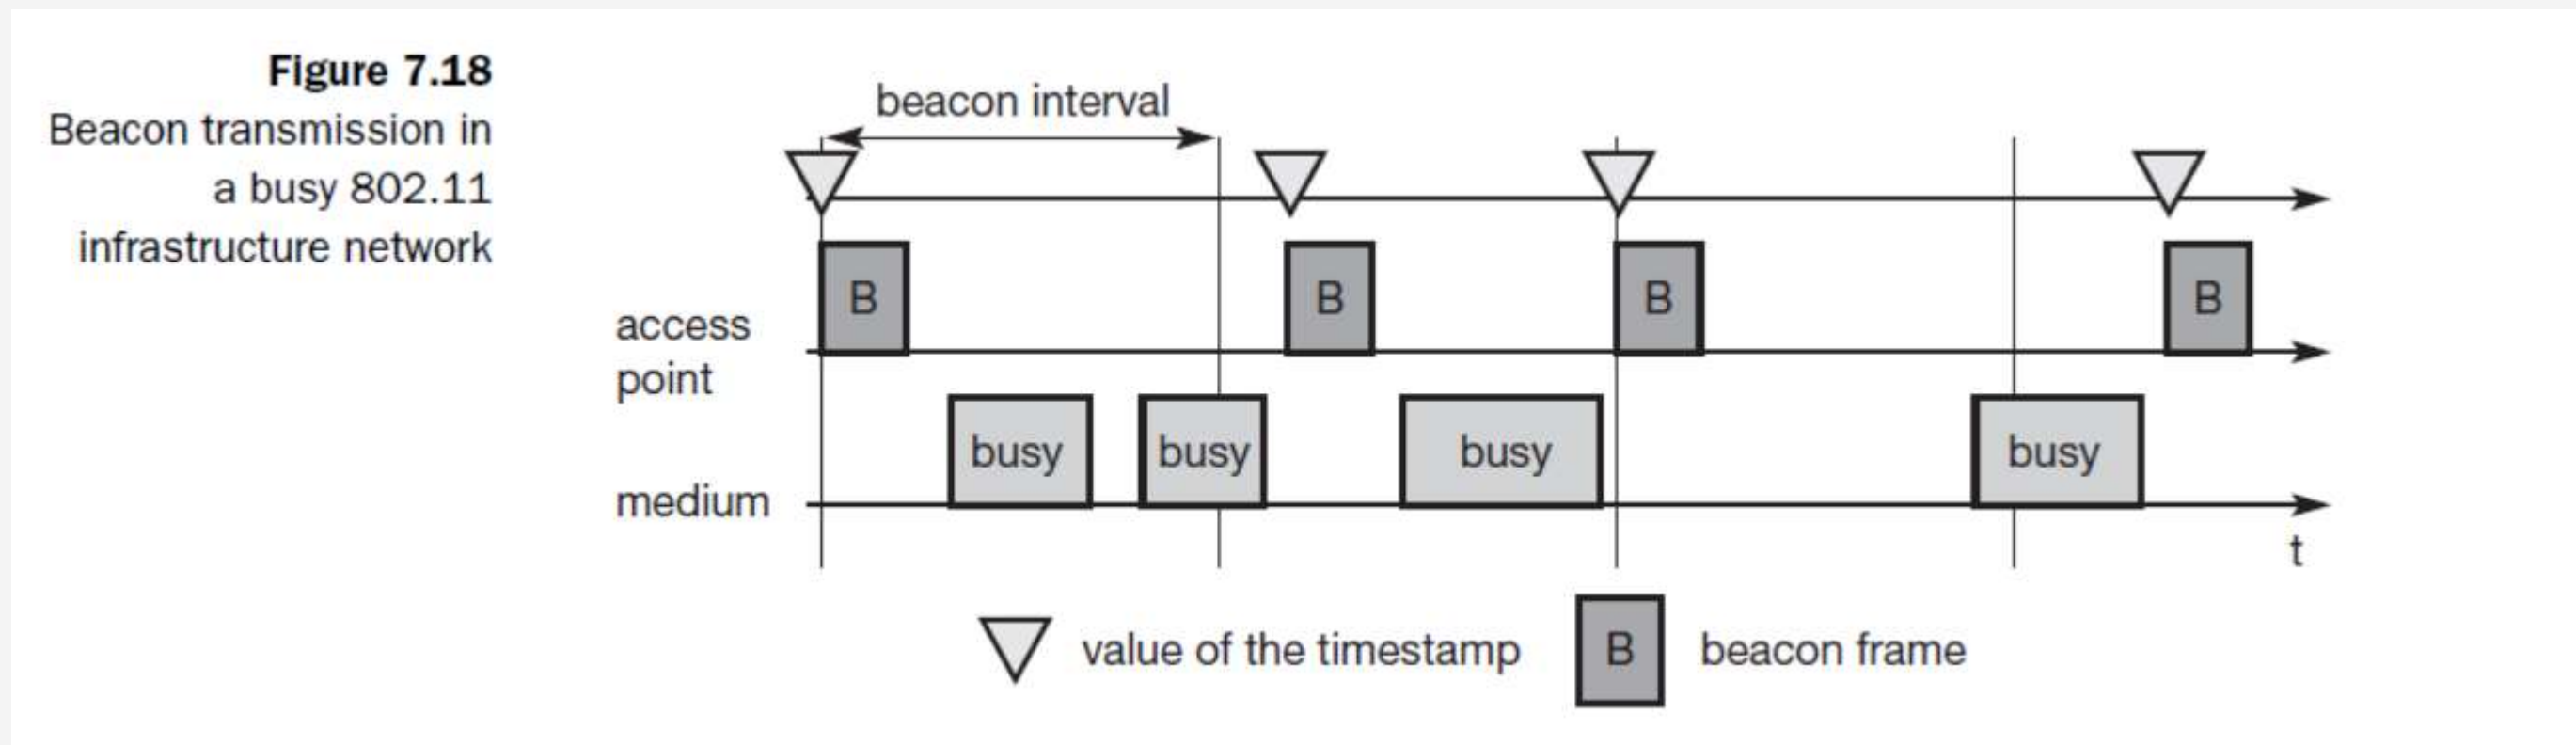 Figure 7.18
Beacon transmission in
a busy 802.11
infrastructure network
beacon interval
B
B
B
B
access
point
busy
busy
busy
busy
medium
t
value of the timestamp
B
beacon frame